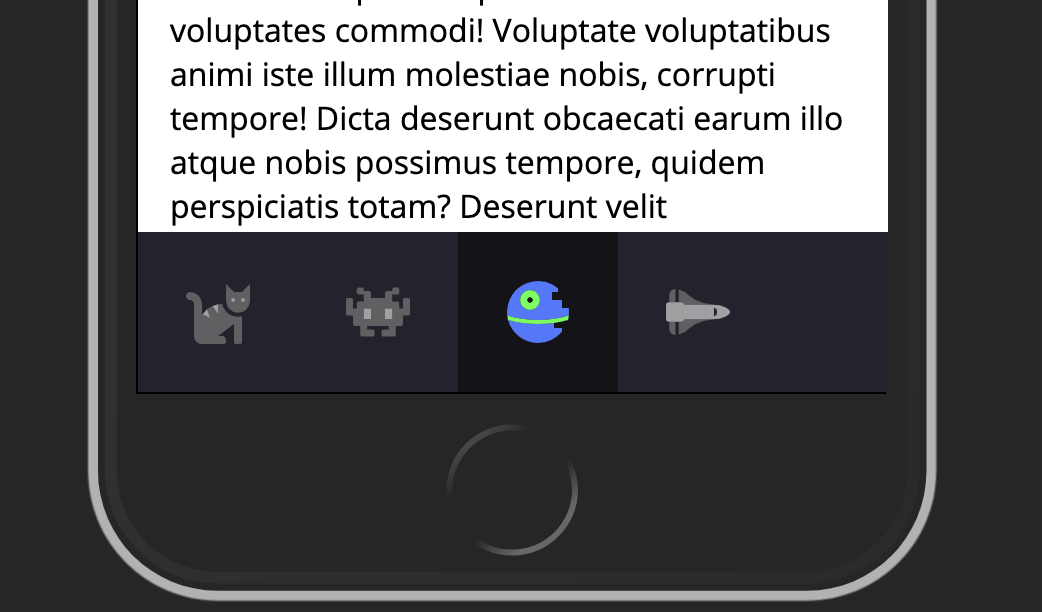 voluptates commodi! Voluptate voluptatibus
animi iste illum molestiae nobis, corrupti
tempore! Dicta deserunt obcaecati earum illo
atque nobis possimus tempore, quidem
perspiciatis totam? Deserunt velit